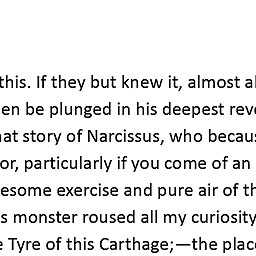 this. If they but knew it, almost al
en be plunged in his deepest reve
at story of Narcissus, who becaus
or, particularly if you come of an
esome exercise and pure air of th
s monster roused all my curiosity
e Tyre of this Carthage;—the plac